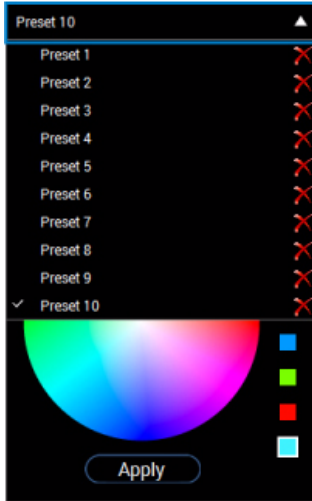 Preset 10
Preset 1
Preset 2
Preset 3
Preset 4
Preset 5
Preset 6
Preset 7
Preset 8
Preset 9
Preset 10
Apply